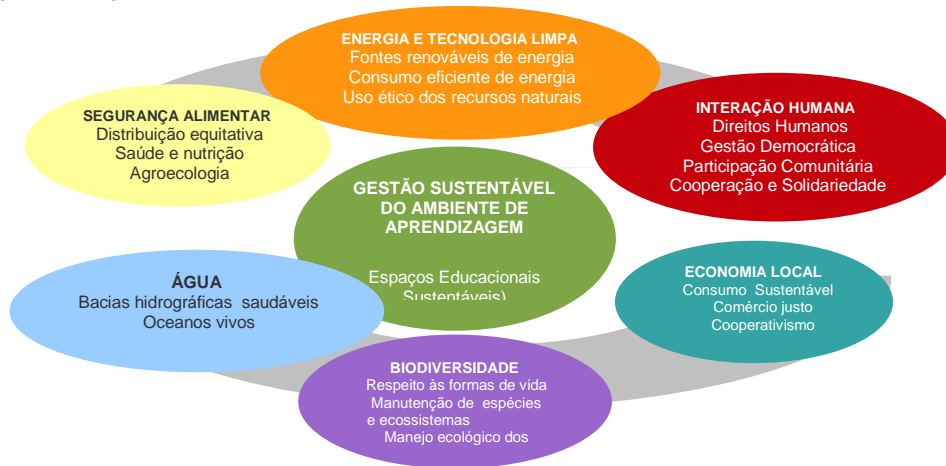 ENERGIA E TECNOLOGIA LIMPA
Fontes renováveis de energia
Consumo eficiente de energia
Uso ético dos recursos naturais
SEGURANÇA ALIMENTAR
Distribuição equitativa
Saúde e nutrição
Agroecologia
INTERAÇÃO HUMANA
Direitos Humanos
Gestão Democrática
Participação Comunitária
Cooperação e Solidariedade
GESTÃO SUSTENTÁVEL
DO AMBIENTE DE
APRENDIZAGEM
Espaços Educacionais
Sustentáveis)
ÁGUA
Bacias hidrográficas saudáveis
Oceanos vivos
ECONOMIA LOCAL
Consumo Sustentável
Comércio justo
Cooperativismo
BIODIVERSIDADE
Respeito às formas de vida
Manutenção de espécies
e ecossistemas
Manejo ecológico dos